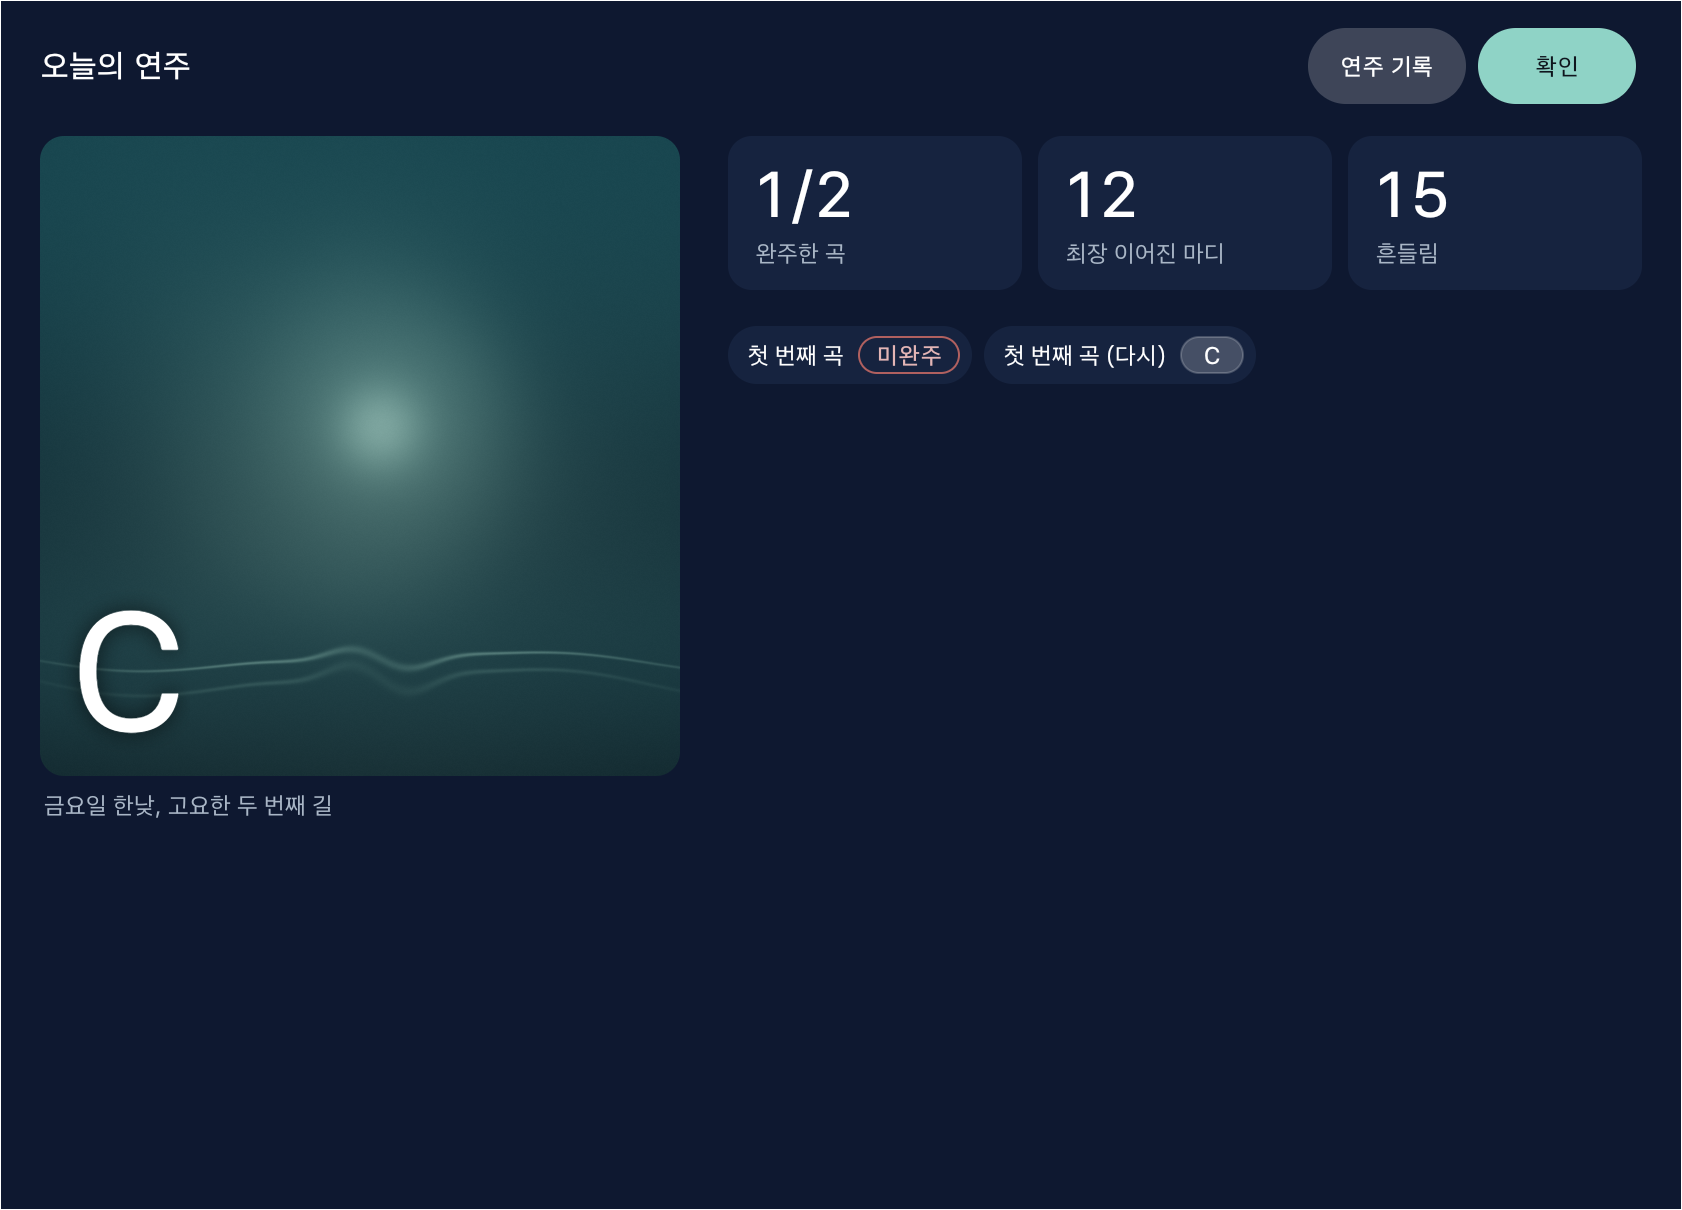 오늘의 연주
연주 기록
확인
C
금요일 한낮, 고요한 두 번째 길
1/2
완주한 곡
12
최장 이어진 마디
15
흔들림
첫 번째 곡 미완주
첫 번째 곡 (다시) C